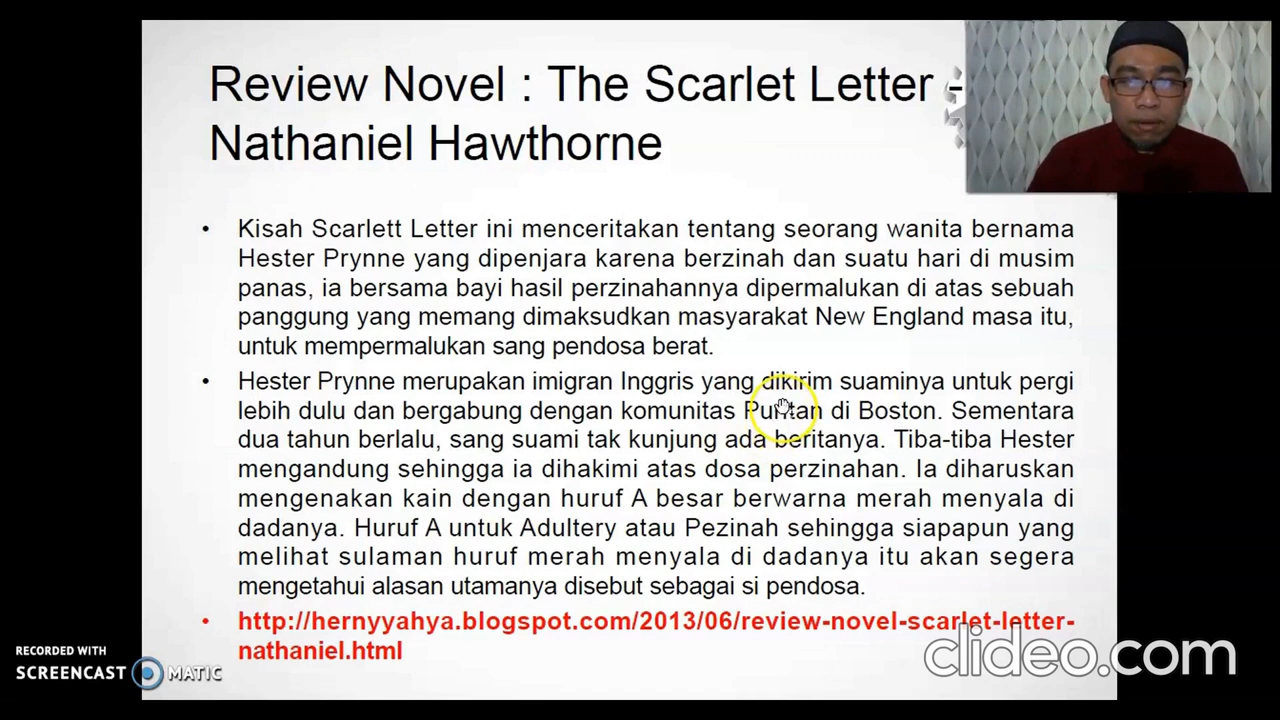 Review Novel : The Scarlet Letter -
Nathaniel Hawthorne
• Kisah Scarlett Letter ini menceritakan tentang seorang wanita bernama
Hester Prynne yang dipenjara karena berzinah dan suatu hari di musim
panas, ia bersama bayi hasil perzinahannya dipermalukan di atas sebuah
panggung yang memang dimaksudkan masyarakat New England masa itu,
untuk mempermalukan sang pendosa berat.
• Hester Prynne merupakan imigran Inggris yang dikirim suaminya untuk pergi
lebih dulu dan bergabung dengan komunitas Puritan di Boston. Sementara
dua tahun berlalu, sang suami tak kunjung ada beritanya. Tiba-tiba Hester
mengandung sehingga ia dihakimi atas dosa perzinahan. Ia diharuskan
mengenakan kain dengan huruf A besar berwarna merah menyala di
dadanya. Huruf A untuk Adultery atau Pezinah sehingga siapapun yang
melihat sulaman huruf merah menyala di dadanya itu akan segera
mengetahui alasan utamanya disebut sebagai si pendosa.
• http://hernyyahya.blogspot.com/2013/06/review-novel-scarlet-letter-
nathaniel.html
RECORDED WITH
SCREENCAST MATIC
clideo.com